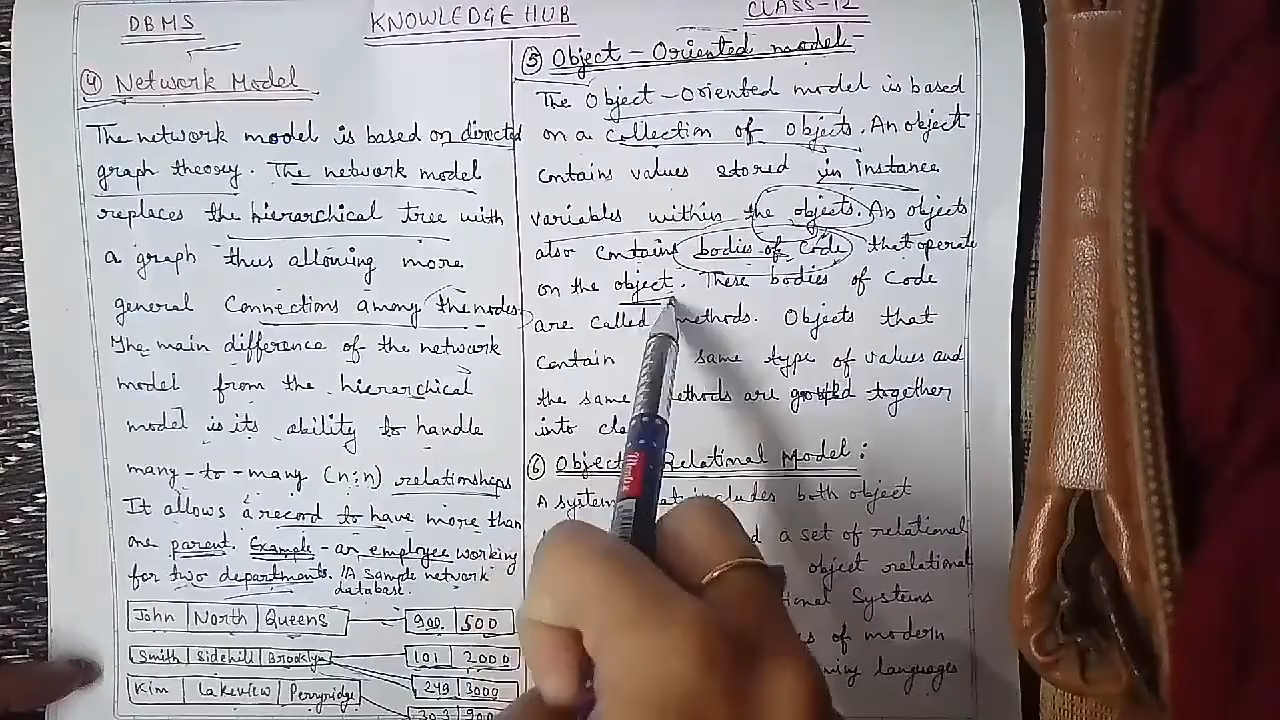 DBMS
KNOWLEDGE HUB
CLASS-12
④ Network Model
The network model is based on directed
graph theory. The network model
replaces the hierarchical tree with
a graph thus allowing more
general Connections among the nodes
The main difference of the network
model from the hierarchical
model is its ability to handle
many-to-many (n:n) relationships
It allows a record to have more than
one parent. Example - an employee working
for two departments. A sample network
database.
John North Queens 900 500
Smith Sidehill Brooklyn 101 2000
249 3000
Kim Lakeview Perryridge
303 900
⑤ Object-Oriented model-
The Object-Oriented model is based
on a collection of objects. An object
contains values stored in instance
variables within the objects. An objects
also contains bodies of Code that operate
on the object. These bodies of Code
are called methods. Objects that
Contain same type of values and
the same methods are grouped together
into
⑥ Object Relational Model:
A system includes both object
a set of relational
object relational
Systems
of modern
languages
Unibx